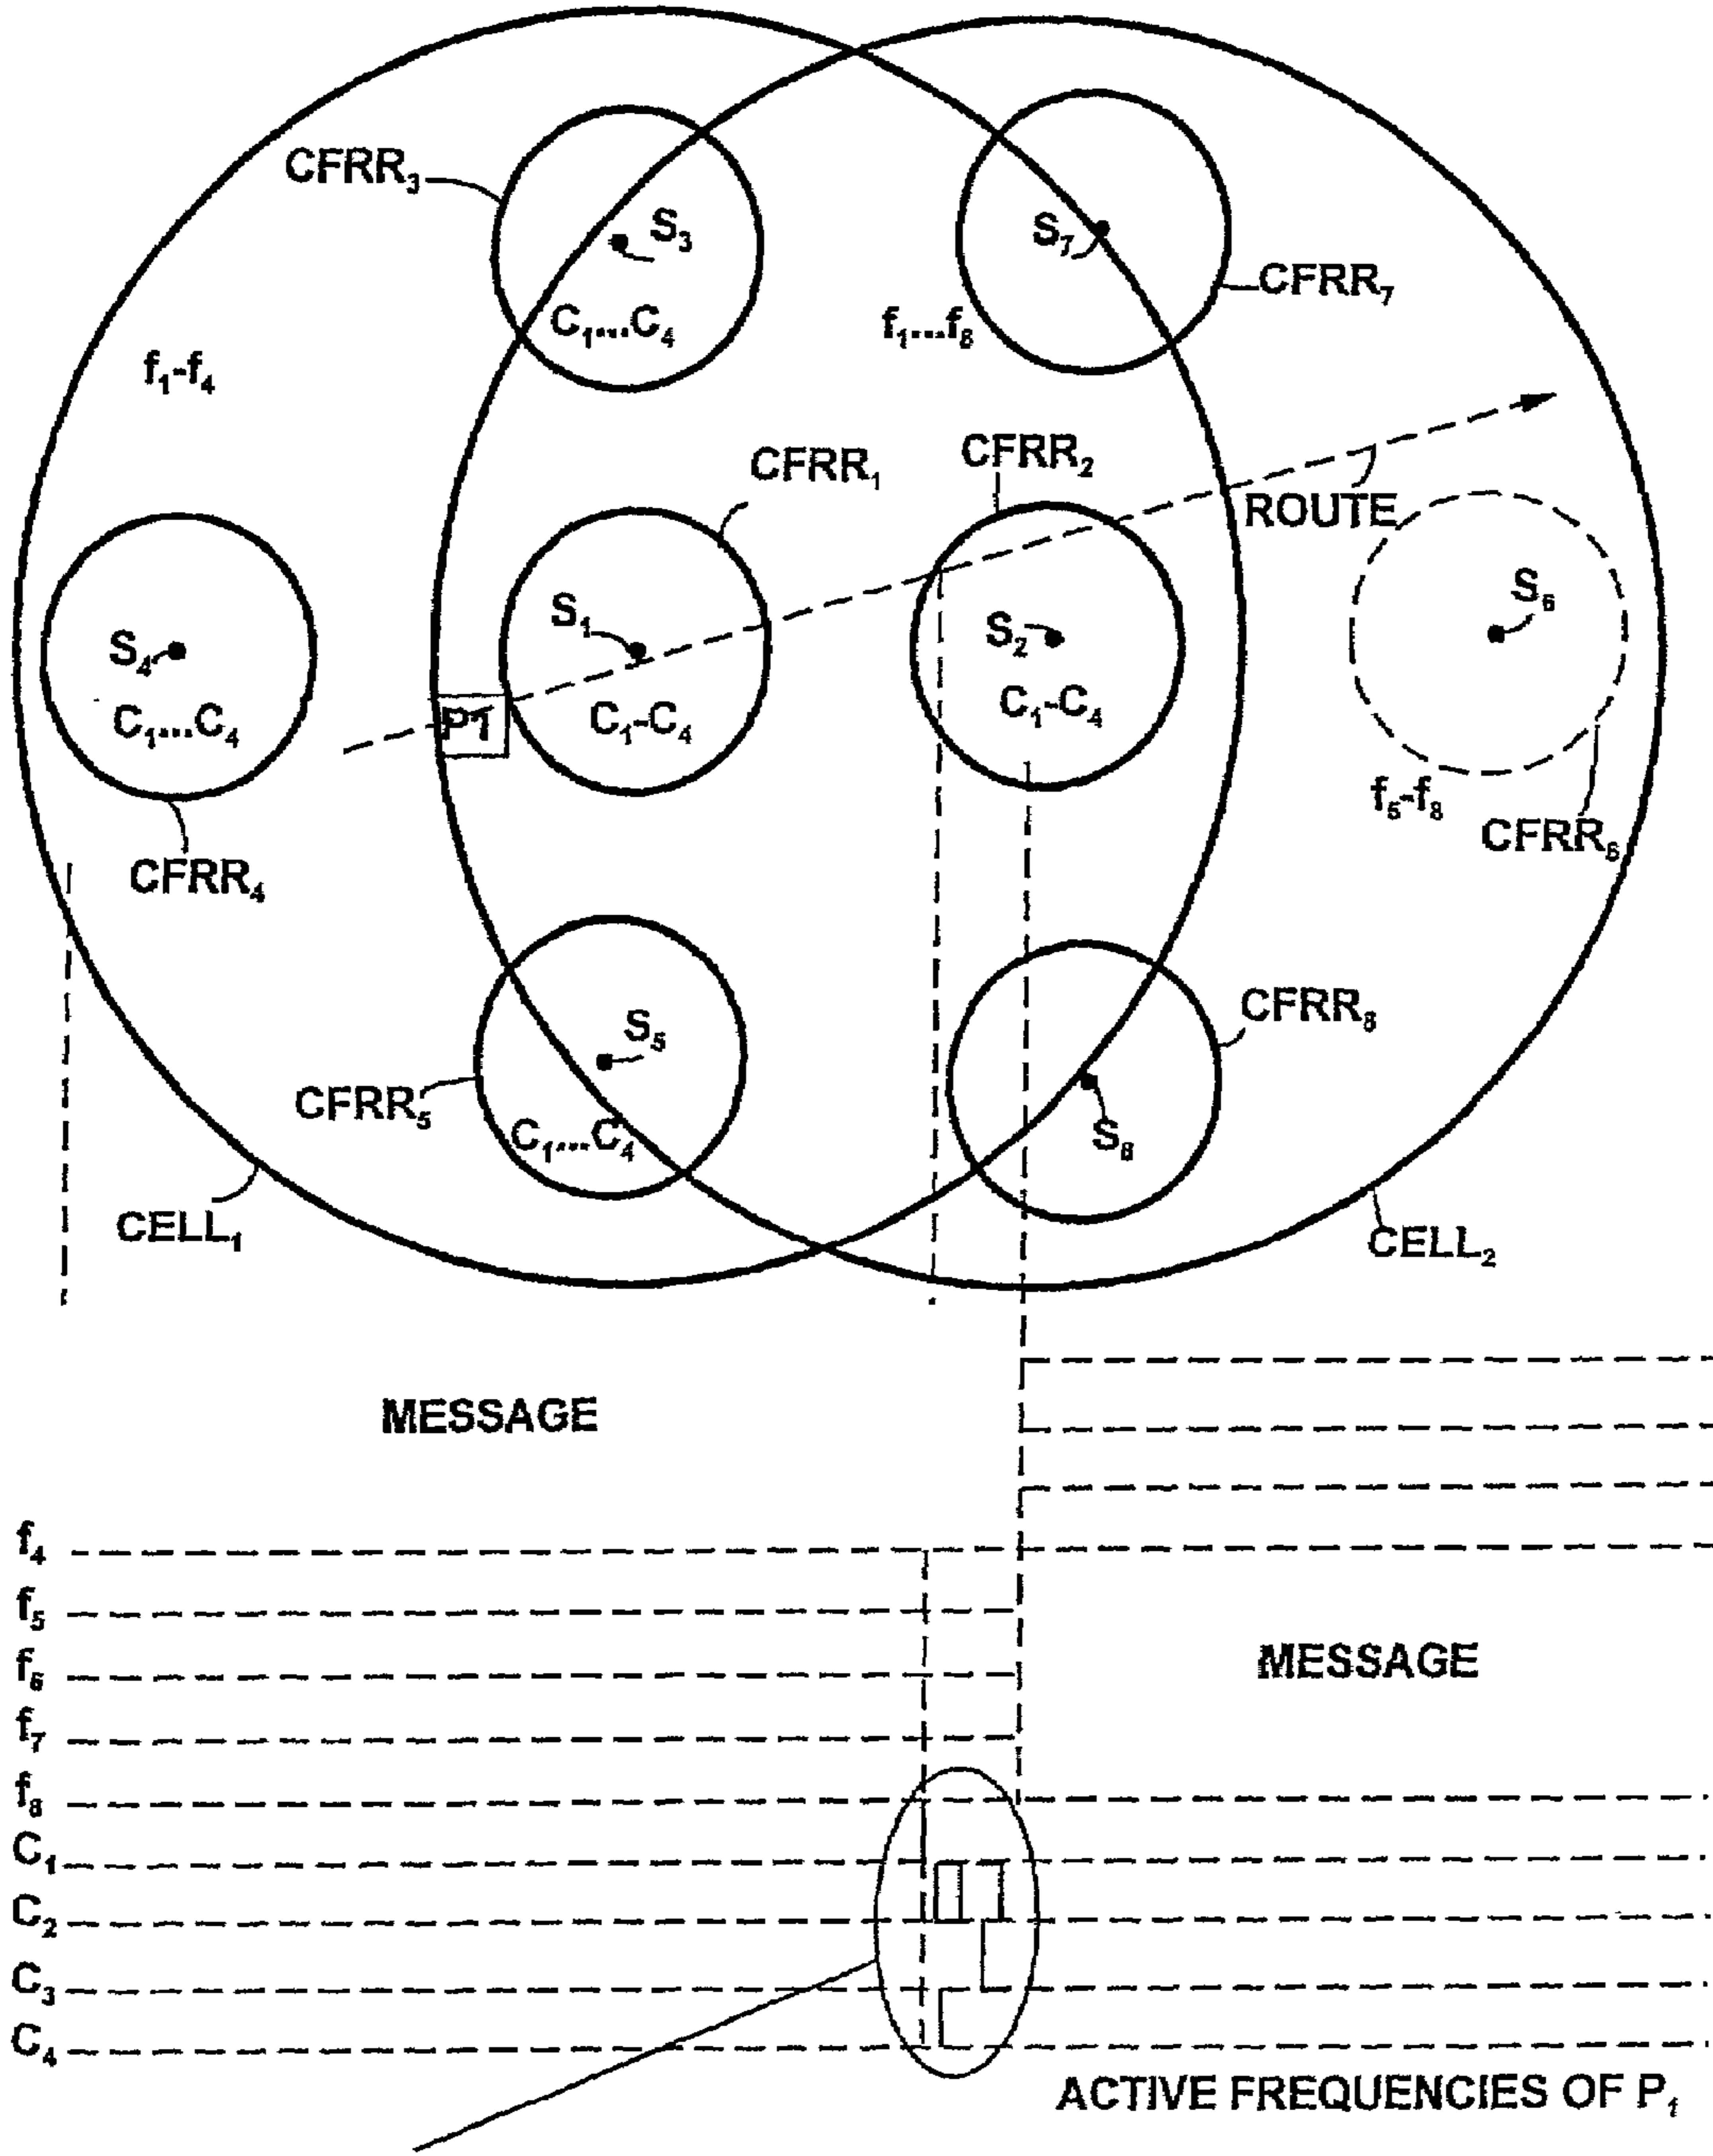 CFRR₃
S₃
S₇
CFRR₇
C₁...C₄
f₁...f₈
f₁-f₄
CFRR₁
CFRR₂
ROUTE
S₄
S₁
S₂
S₆
C₁...C₄
P1
C₁-C₄
C₁-C₄
f₅-f₈
CFRR₆
CFRR₄
S₅
CFRR₈
CFRR₅
C₁...C₄
S₈
CELL₁
CELL₂
MESSAGE
f₄
f₅
f₆
MESSAGE
f₇
f₈
C₁
C₂
C₃
C₄
ACTIVE FREQUENCIES OF P₁